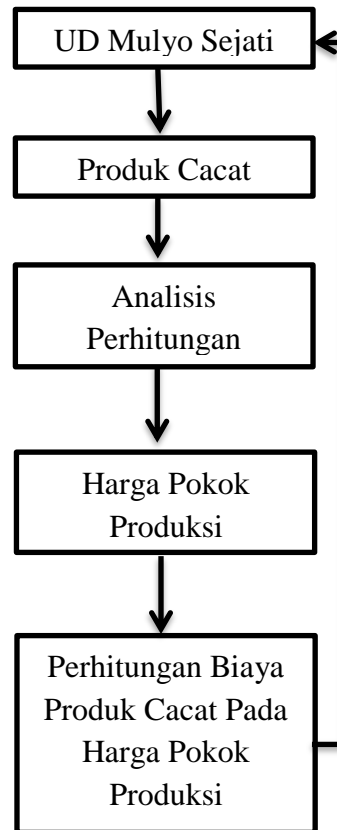 UD Mulyo Sejati
Produk Cacat
Analisis
Perhitungan
Harga Pokok
Produksi
Perhitungan Biaya
Produk Cacat Pada
Harga Pokok
Produksi